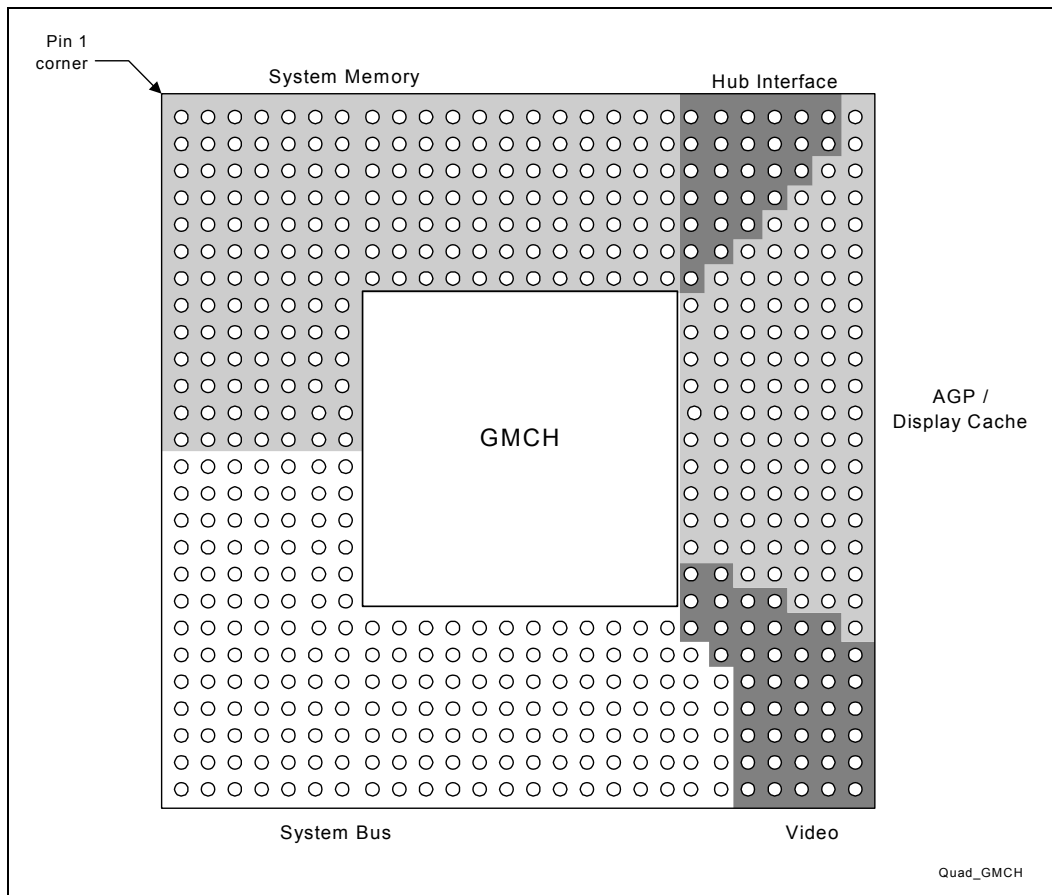 Pin 1
corner
System Memory
Hub Interface
GMCH
AGP /
Display Cache
System Bus
Video
Quad_GMCH